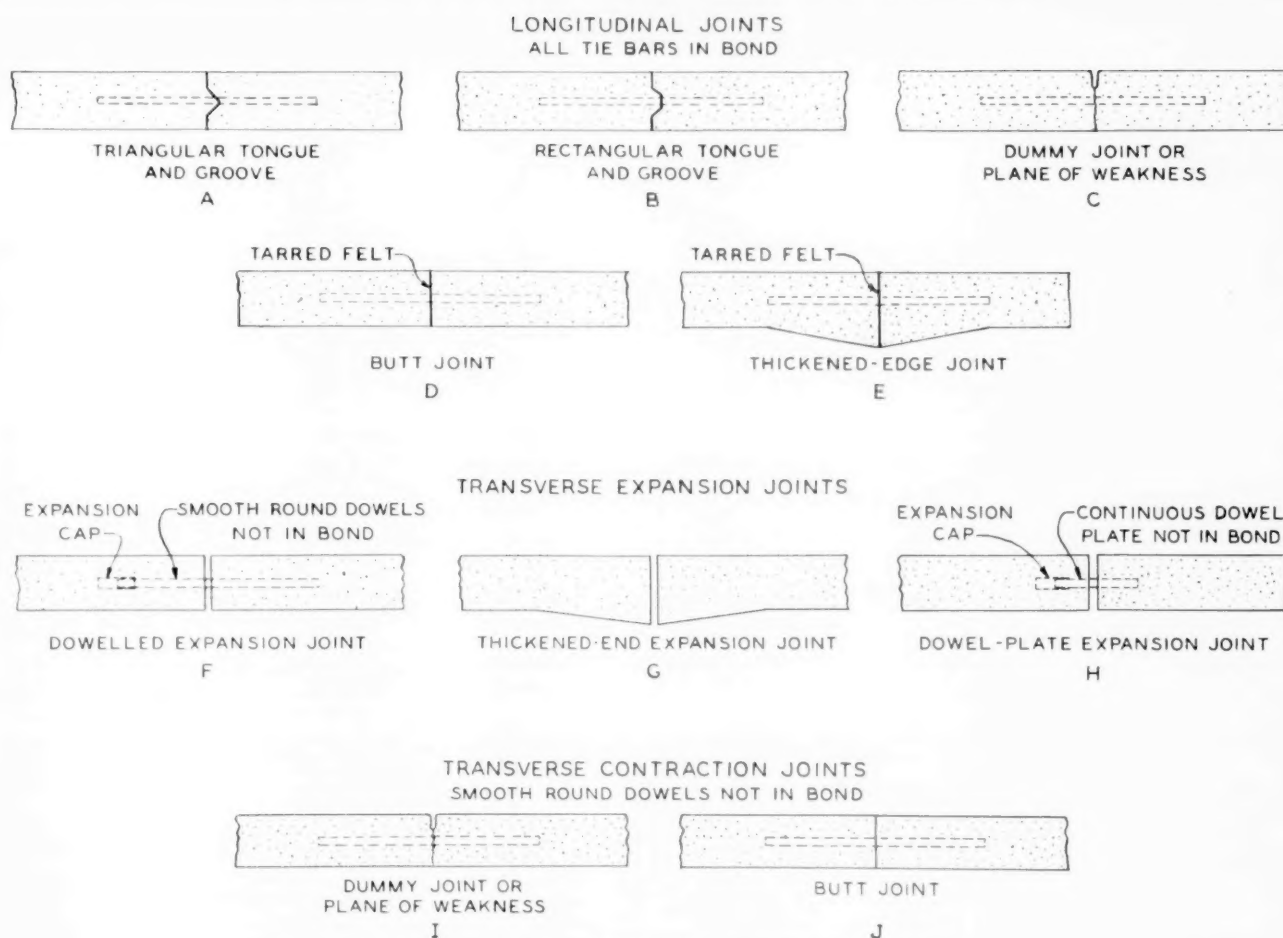 LONGITUDINAL JOINTS
ALL TIE BARS IN BOND
TRIANGULAR TONGUE
AND GROOVE
A
RECTANGULAR TONGUE
AND GROOVE
B
DUMMY JOINT OR
PLANE OF WEAKNESS
C
TARRED FELT
BUTT JOINT
D
TARRED FELT
THICKENED-EDGE JOINT
E
TRANSVERSE EXPANSION JOINTS
EXPANSION
CAP
SMOOTH ROUND DOWELS
NOT IN BOND
DOWELLED EXPANSION JOINT
F
THICKENED-END EXPANSION JOINT
G
EXPANSION
CAP
CONTINUOUS DOWEL
PLATE NOT IN BOND
DOWEL-PLATE EXPANSION JOINT
H
TRANSVERSE CONTRACTION JOINTS
SMOOTH ROUND DOWELS NOT IN BOND
DUMMY JOINT OR
PLANE OF WEAKNESS
I
BUTT JOINT
J